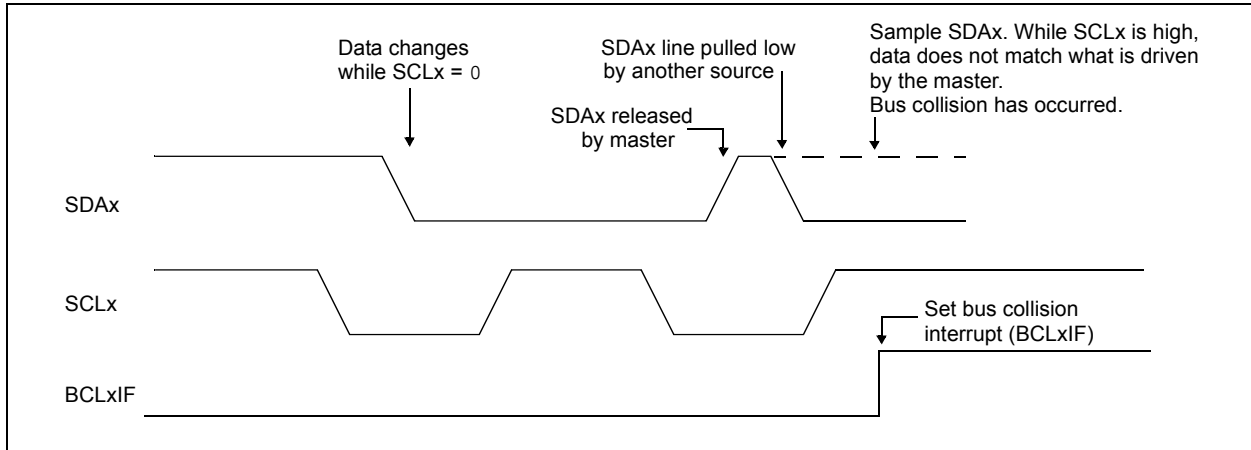 Data changes
while SCLx = 0
SDAx line pulled low
by another source
SDAx released
by master
Sample SDAx. While SCLx is high,
data does not match what is driven
by the master.
Bus collision has occurred.
SDAx
SCLx
Set bus collision
interrupt (BCLxIF)
BCLxIF